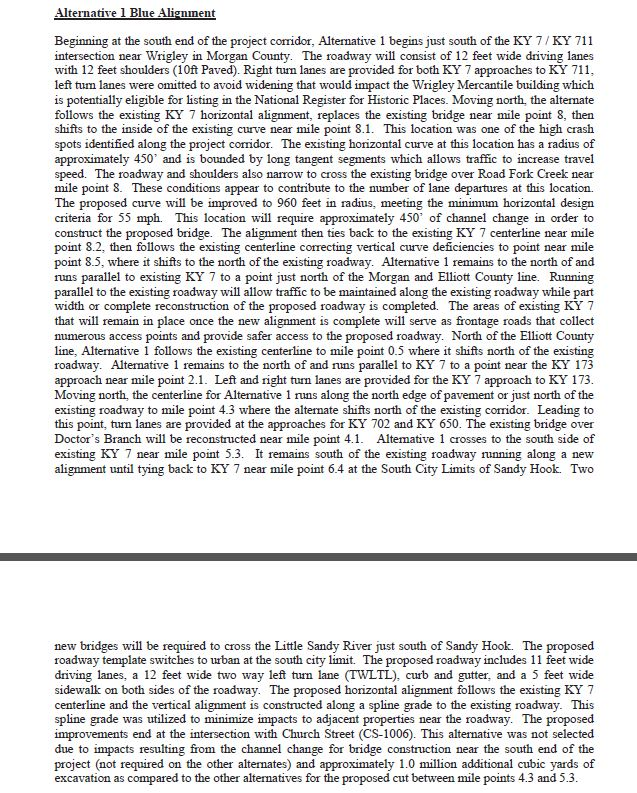 Alternative 1 Blue Alignment
Beginning at the south end of the project corridor, Alternative 1 begins just south of the KY 7 / KY 711
intersection near Wrigley in Morgan County. The roadway will consist of 12 feet wide driving lanes
with 12 feet shoulders (10ft Paved). Right turn lanes are provided for both KY 7 approaches to KY 711,
left turn lanes were omitted to avoid widening that would impact the Wrigley Mercantile building which
is potentially eligible for listing in the National Register for Historic Places. Moving north, the alternate
follows the existing KY 7 horizontal alignment, replaces the existing bridge near mile point 8, then
shifts to the inside of the existing curve near mile point 8.1. This location was one of the high crash
spots identified along the project corridor. The existing horizontal curve at this location has a radius of
approximately 450’ and is bounded by long tangent segments which allows traffic to increase travel
speed. The roadway and shoulders also narrow to cross the existing bridge over Road Fork Creek near
mile point 8. These conditions appear to contribute to the number of lane departures at this location.
The proposed curve will be improved to 960 feet in radius, meeting the minimum horizontal design
criteria for 55 mph. This location will require approximately 450’ of channel change in order to
construct the proposed bridge. The alignment then ties back to the existing KY 7 centerline near mile
point 8.2, then follows the existing centerline correcting vertical curve deficiencies to point near mile
point 8.5, where it shifts to the north of the existing roadway. Alternative 1 remains to the north of and
runs parallel to existing KY 7 to a point just north of the Morgan and Elliott County line. Running
parallel to the existing roadway will allow traffic to be maintained along the existing roadway while part
width or complete reconstruction of the proposed roadway is completed. The areas of existing KY 7
that will remain in place once the new alignment is complete will serve as frontage roads that collect
numerous access points and provide safer access to the proposed roadway. North of the Elliott County
line, Alternative 1 follows the existing centerline to mile point 0.5 where it shifts north of the existing
roadway. Alternative 1 remains to the north of and runs parallel to KY 7 to a point near the KY 173
approach near mile point 2.1. Left and right turn lanes are provided for the KY 7 approach to KY 173.
Moving north, the centerline for Alternative 1 runs along the north edge of pavement or just north of the
existing roadway to mile point 4.3 where the alternate shifts north of the existing corridor. Leading to
this point, turn lanes are provided at the approaches for KY 702 and KY 650. The existing bridge over
Doctor’s Branch will be reconstructed near mile point 4.1. Alternative 1 crosses to the south side of
existing KY 7 near mile point 5.3. It remains south of the existing roadway running along a new
alignment until tying back to KY 7 near mile point 6.4 at the South City Limits of Sandy Hook. Two
new bridges will be required to cross the Little Sandy River just south of Sandy Hook. The proposed
roadway template switches to urban at the south city limit. The proposed roadway includes 11 feet wide
driving lanes, a 12 feet wide two way left turn lane (TWLTL), curb and gutter, and a 5 feet wide
sidewalk on both sides of the roadway. The proposed horizontal alignment follows the existing KY 7
centerline and the vertical alignment is constructed along a spline grade to the existing roadway. This
spline grade was utilized to minimize impacts to adjacent properties near the roadway. The proposed
improvements end at the intersection with Church Street (CS-1006). This alternative was not selected
due to impacts resulting from the channel change for bridge construction near the south end of the
project (not required on the other alternates) and approximately 1.0 million additional cubic yards of
excavation as compared to the other alternatives for the proposed cut between mile points 4.3 and 5.3.